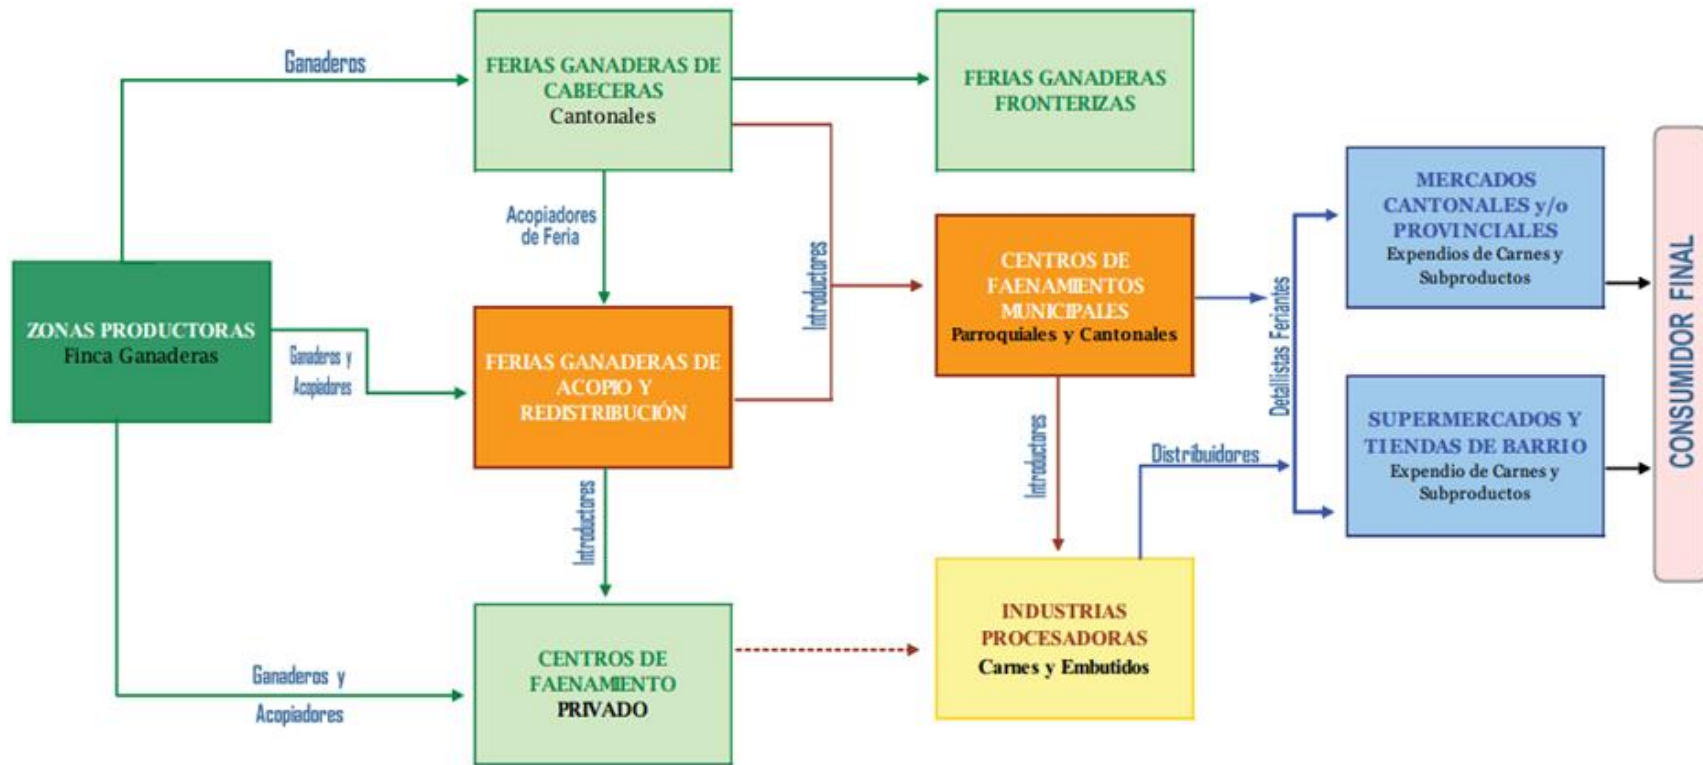 Ganaderos
FERIAS GANADERAS DE
CABECERAS
Cantonales
FERIAS GANADERAS
FRONTERIZAS
Acopiadores
de Feria
Introductores
MERCADOS
CANTONALES y/o
PROVINCIALES
Expendios de Carnes y
Subproductos
ZONAS PRODUCTORAS
Finca Ganaderas
Ganaderos y
Acopiadores
FERIAS GANADERAS DE
ACOPIO Y
REDISTRIBUCIÓN
CENTROS DE
FAENAMIENTOS
MUNICIPALES
Parroquiales y Cantonales
Detallistas Feriantes
SUPERMERCADOS Y
TIENDAS DE BARRIO
Expendio de Carnes y
Subproductos
CONSUMIDOR FINAL
Introductores
Introductores
Distribuidores
Ganaderos y
Acopiadores
CENTROS DE
FAENAMIENTO
PRIVADO
INDUSTRIAS
PROCESADORAS
Carnes y Embutidos